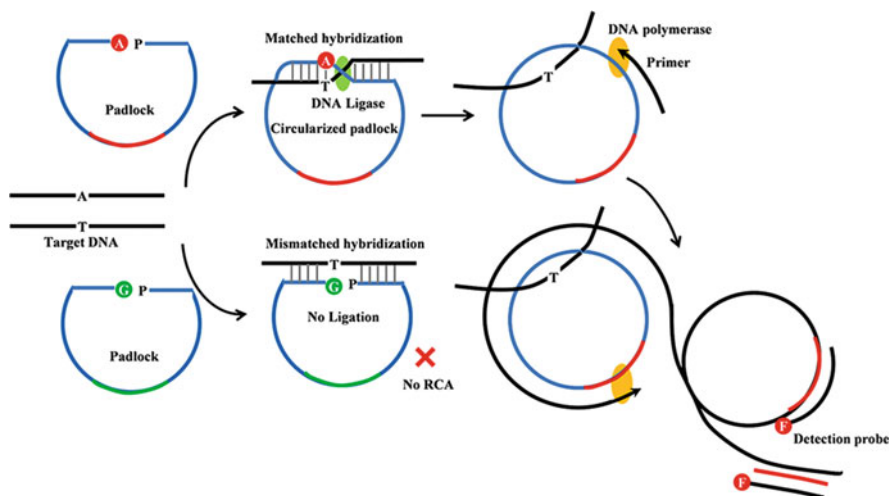 A P
Padlock
Matched hybridization
A
T
DNA Ligase
Circularized padlock
DNA polymerase
Primer
T
A
T
Target DNA
G P
Padlock
Mismatched hybridization
T
G P
No Ligation
No RCA
T
F
Detection probe
F